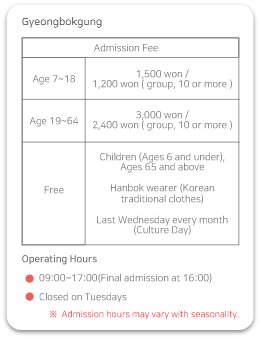 Gyeongbokgung
Admission Fee
Age 7~18
1,500 won /
1,200 won ( group, 10 or more )
Age 19~64
3,000 won /
2,400 won ( group, 10 or more )
Free
Children (Ages 6 and under),
Ages 65 and above
Hanbok wearer (Korean
traditional clothes)
Last Wednesday every month
(Culture Day)
Operating Hours
09:00~17:00(Final admission at 16:00)
Closed on Tuesdays
※ Admission hours may vary with seasonality.